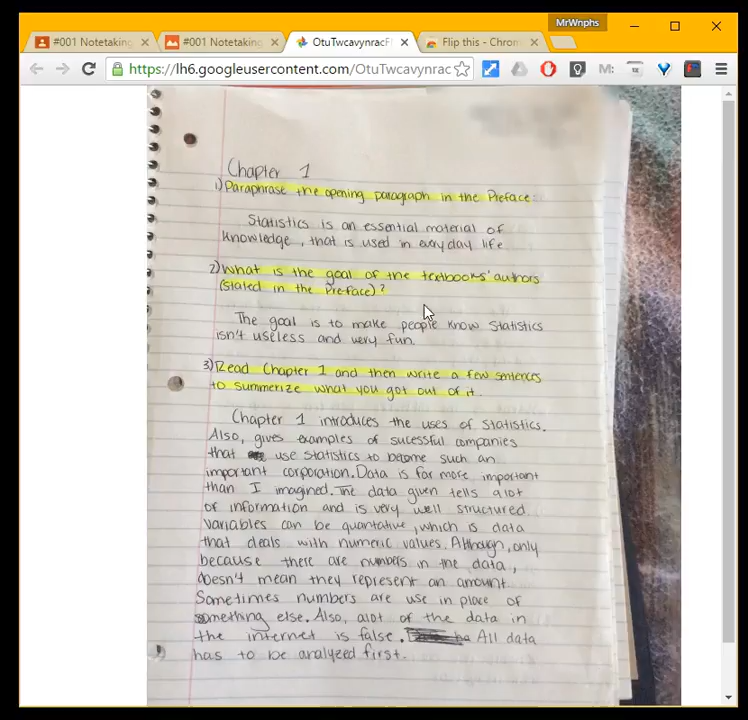 MrWnphs
#001 Notetaking
#001 Notetaking
OtuTwcavynracF
Flip this - Chrom
https://lh6.googleusercontent.com/OtuTwcavynrac
M:
Chapter 1
1) Paraphrase the opening paragraph in the Preface:
Statistics is an essential material of
knowledge, that is used in everyday life
2) What is the goal of the textbooks' authors
(stated in the Preface)?
The goal is to make people know Statistics
isn't useless and very fun.
3) Read Chapter 1 and then write a few sentences
to summerize what you got out of it.
Chapter 1 introduces the uses of Statistics.
Also, gives examples of sucessful companies
that use statistics to become such an
important corporation. Data is far more important
than I imagined. The data given tells alot
of information and is very well structured.
Variables can be quantative, which is data
that deals with numeric values. Although, only
because there are numbers in the data,
doesn't mean they represent an amount.
Sometimes numbers are use in place of
something else. Also, alot of the data in
the internet is false. All data
has to be analyzed first.